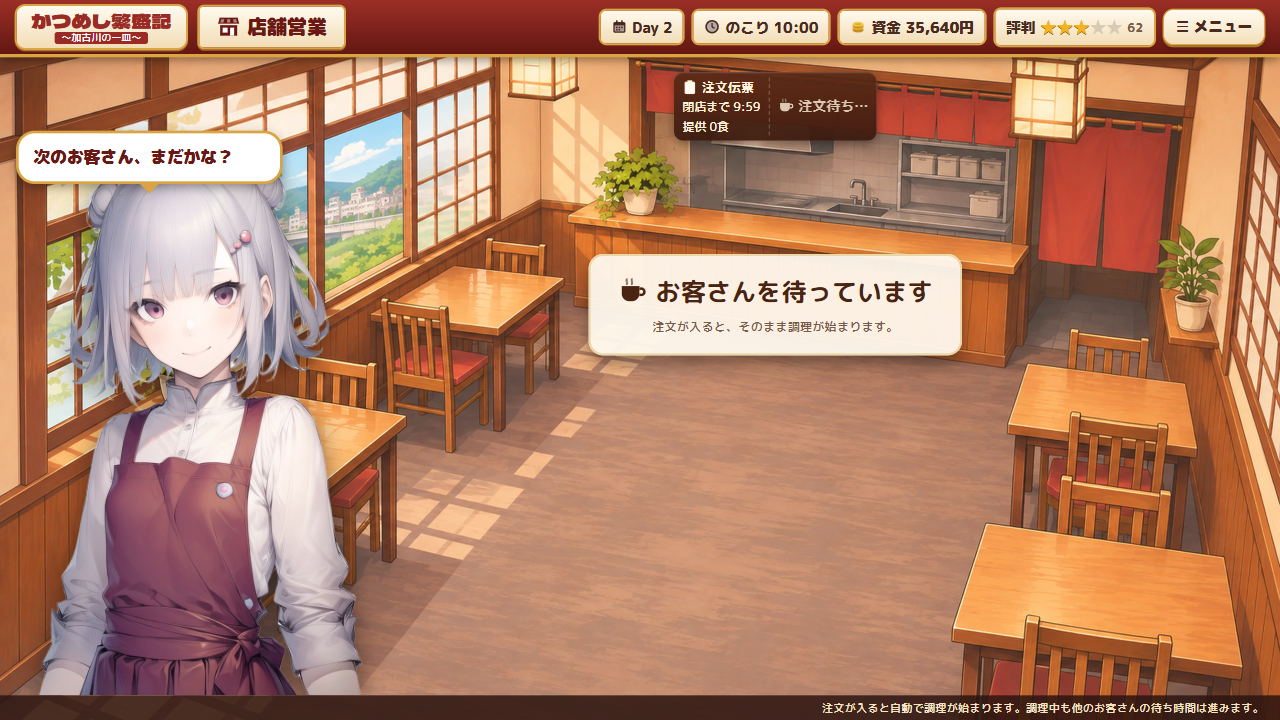 かつめし繁盛記
～加古川の一皿～
店舗営業
Day 2
のこり 10:00
資金 35,640円
評判 ★★★★★ 62
☰ メニュー
注文伝票
閉店まで 9:59
提供 0食
注文待ち…
次のお客さん、まだかな？
お客さんを待っています
注文が入ると、そのまま調理が始まります。
注文が入ると自動で調理が始まります。調理中も他のお客さんの待ち時間は進みます。